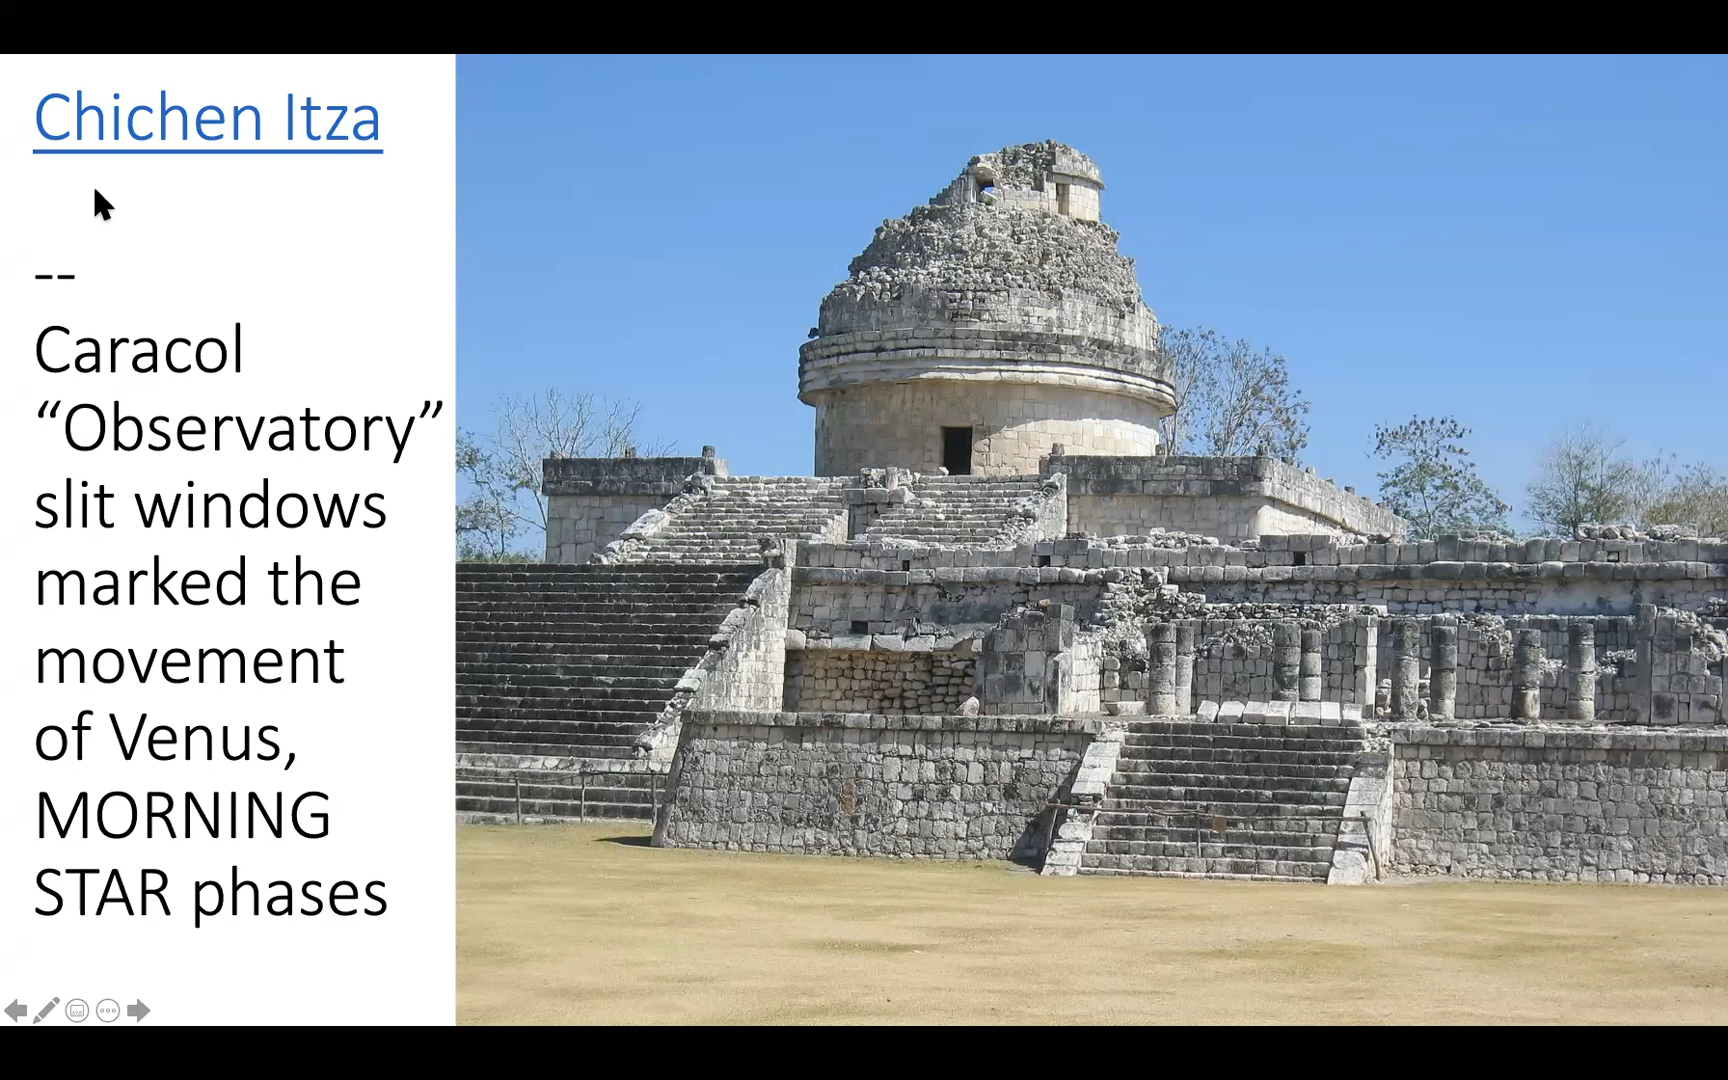 Chichen Itza
--
Caracol
“Observatory”
slit windows
marked the
movement
of Venus,
MORNING
STAR phases